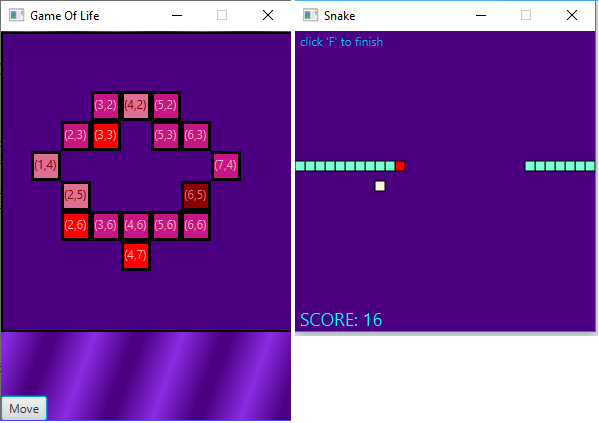 Game Of Life
(3,2) (4,2) (5,2)
(2,3) (3,3) (5,3) (6,3)
(1,4) (7,4)
(2,5) (6,5)
(2,6) (3,6) (4,6) (5,6) (6,6)
(4,7)
Move
Snake
click 'F' to finish
SCORE: 16